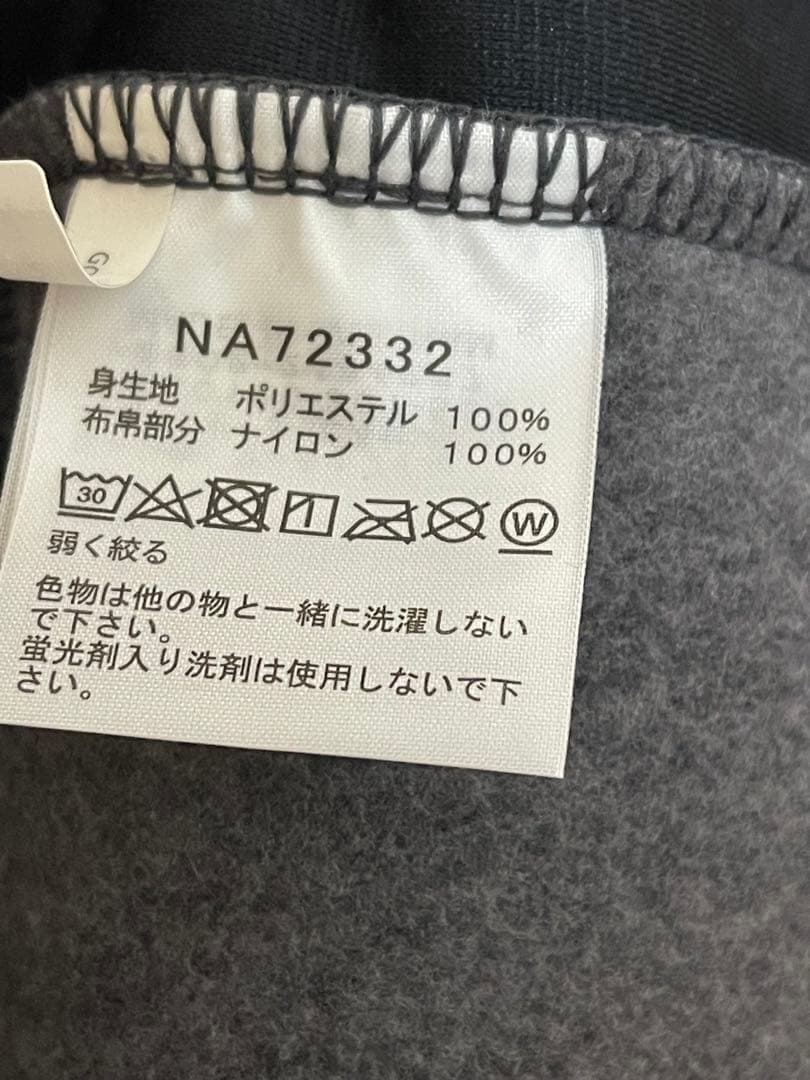 NA72332
身生地 ポリエステル 100%
布帛部分 ナイロン 100%
30
W
弱く絞る
色物は他の物と一緒に洗濯しない
で下さい。
蛍光剤入り洗剤は使用しないで下
さい。